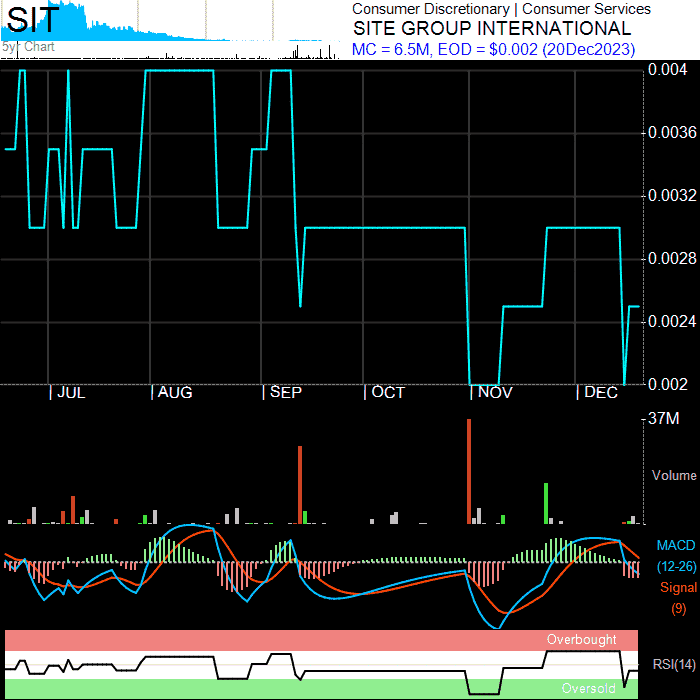 SIT
5yr Chart
Consumer Discretionary | Consumer Services
SITE GROUP INTERNATIONAL
MC = 6.5M, EOD = $0.002 (20Dec2023)
0.004
0.0036
0.0032
0.0028
0.0024
0.002
| JUL | AUG | SEP | OCT | NOV | DEC
37M
Volume
MACD
(12-26)
Signal
(9)
Overbought
RSI(14)
Oversold